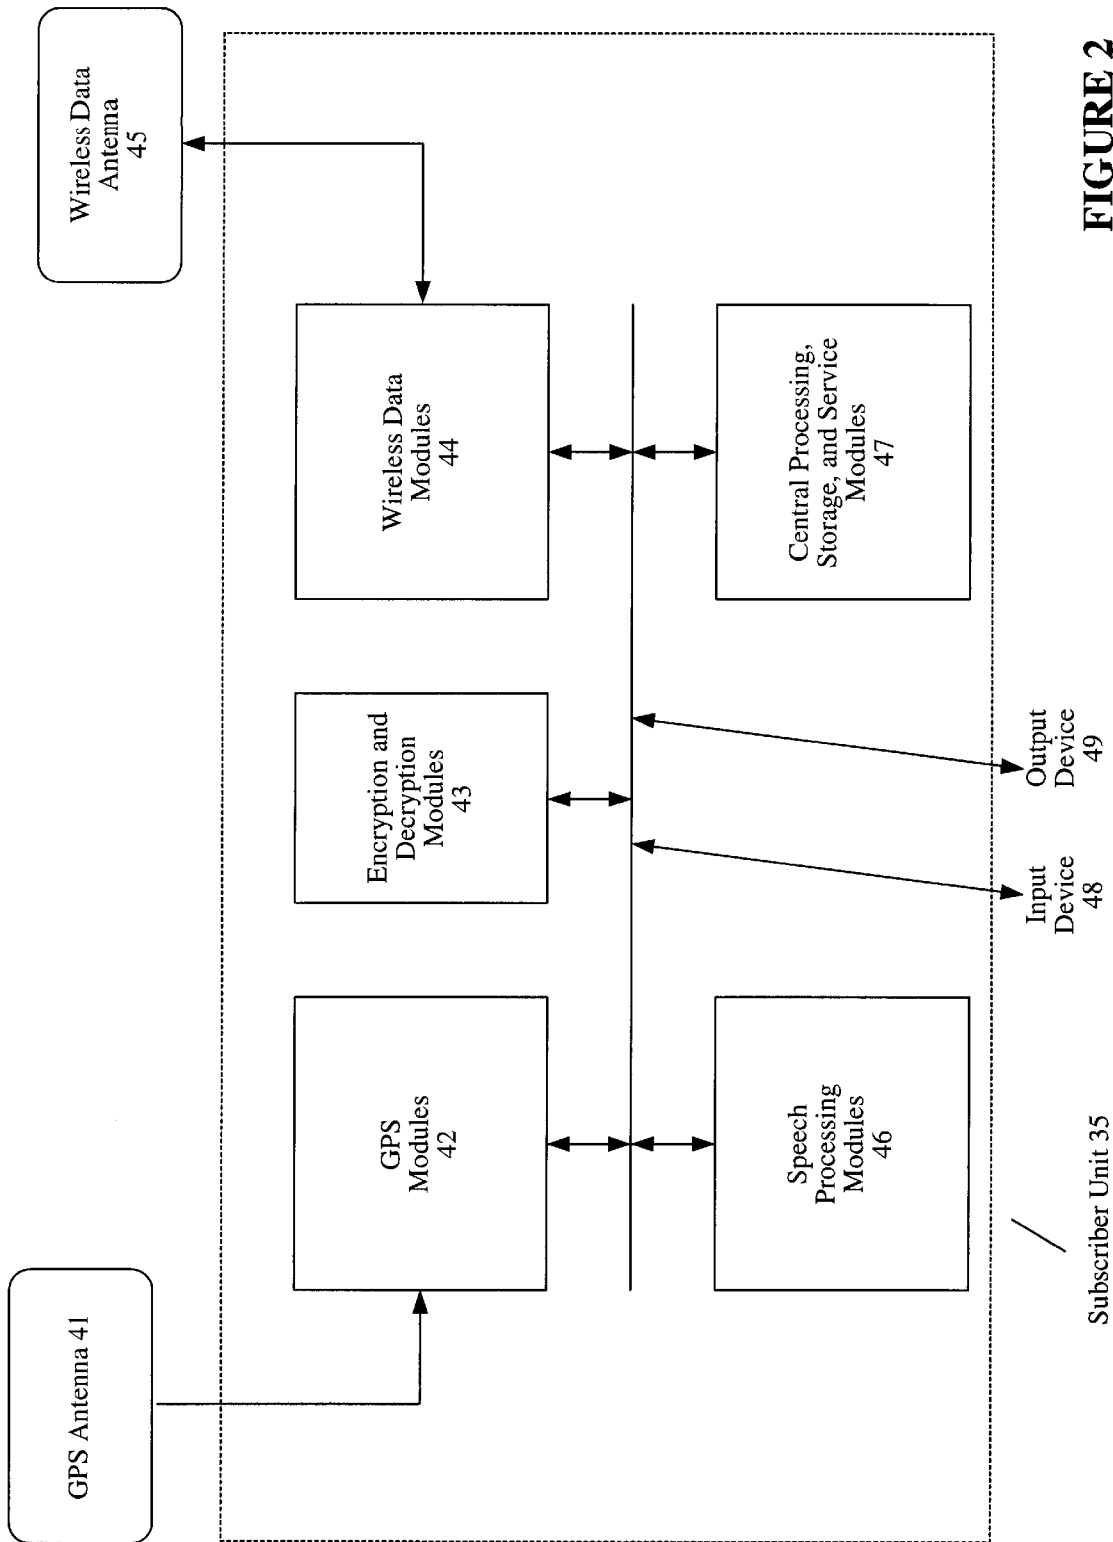 GPS Antenna 41
Wireless Data
Antenna
45
GPS
Modules
42
Encryption and
Decryption
Modules
43
Wireless Data
Modules
44
Speech
Processing
Modules
46
Central Processing,
Storage, and Service
Modules
47
Input
Device
48
Output
Device
49
Subscriber Unit 35
FIGURE 2